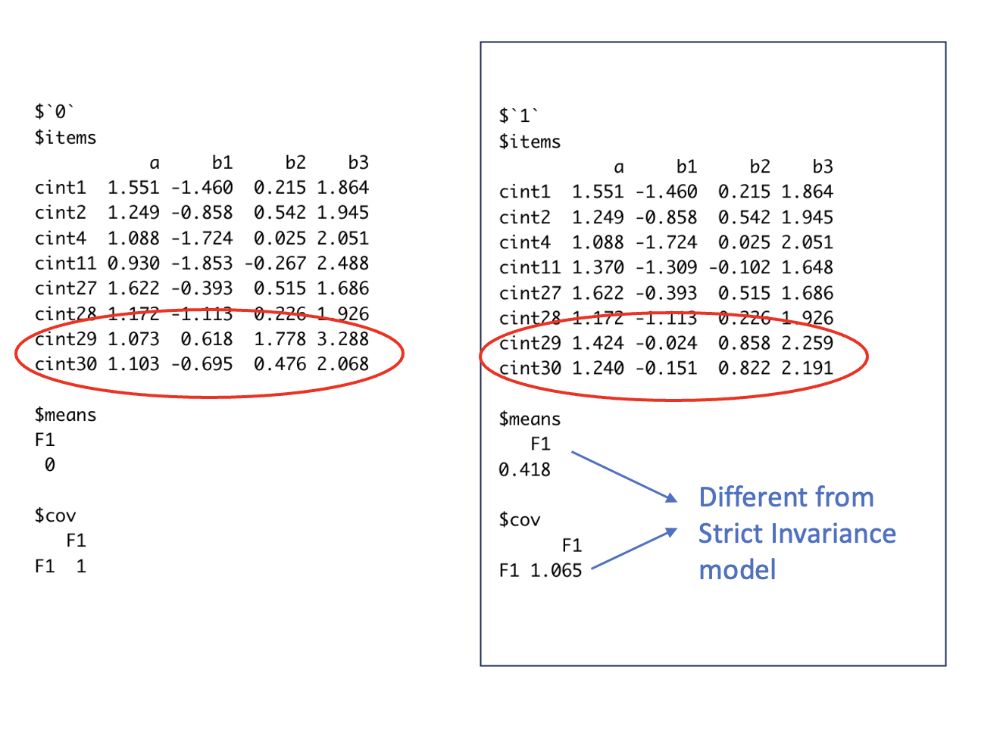 $`0`
$items
a b1 b2 b3
cint1 1.551 -1.460 0.215 1.864
cint2 1.249 -0.858 0.542 1.945
cint4 1.088 -1.724 0.025 2.051
cint11 0.930 -1.853 -0.267 2.488
cint27 1.622 -0.393 0.515 1.686
cint28 1.172 -1.113 0.226 1.926
cint29 1.073 0.618 1.778 3.288
cint30 1.103 -0.695 0.476 2.068
$means
F1
0
$cov
F1
F1 1
$`1`
$items
a b1 b2 b3
cint1 1.551 -1.460 0.215 1.864
cint2 1.249 -0.858 0.542 1.945
cint4 1.088 -1.724 0.025 2.051
cint11 1.370 -1.309 -0.102 1.648
cint27 1.622 -0.393 0.515 1.686
cint28 1.172 -1.113 0.226 1.926
cint29 1.424 -0.024 0.858 2.259
cint30 1.240 -0.151 0.822 2.191
$means
F1
0.418
$cov
F1
F1 1.065
Different from
Strict Invariance
model